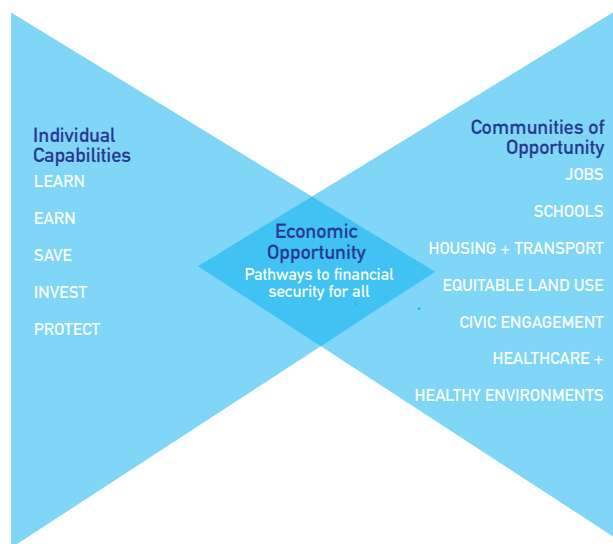 Individual
Capabilities
LEARN
EARN
SAVE
INVEST
PROTECT
Economic
Opportunity
Pathways to financial
security for all
Communities of
Opportunity
JOBS
SCHOOLS
HOUSING + TRANSPORT
EQUITABLE LAND USE
CIVIC ENGAGEMENT
HEALTHCARE +
HEALTHY ENVIRONMENTS